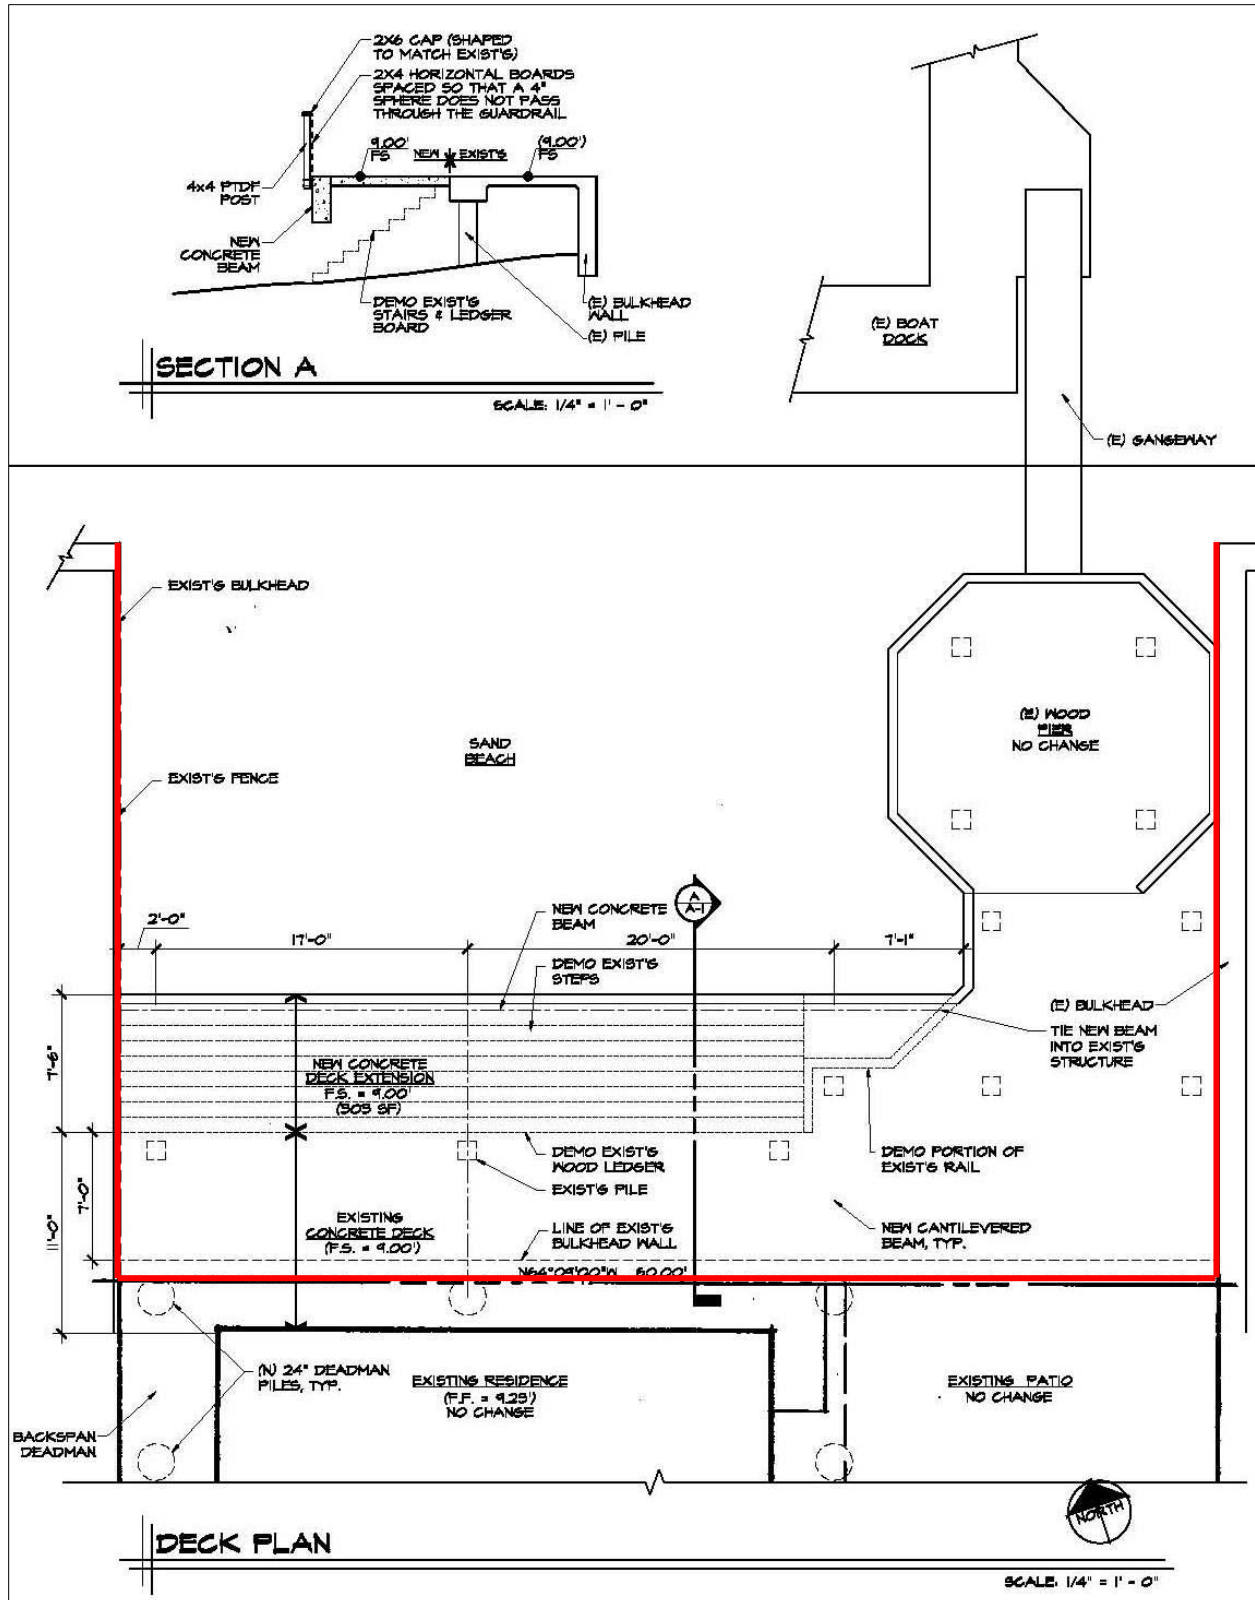 2X6 CAP (SHAPED
TO MATCH EXIST'G)
2X4 HORIZONTAL BOARDS
SPACED SO THAT A 4"
SPHERE DOES NOT PASS
THROUGH THE GUARDRAIL
9.00'
FS
NEW
EXIST'G
(9.00')
FS
4x4 PTDF
POST
NEW
CONCRETE
BEAM
DEMO EXIST'G
STAIRS & LEDGER
BOARD
(E) BULKHEAD
WALL
(E) PILE
SECTION A
SCALE: 1/4" = 1' - 0"
(E) BOAT
DOCK
(E) GANGEWAY
EXIST'G BULKHEAD
SAND
BEACH
EXIST'G FENCE
(E) WOOD
PIER
NO CHANGE
2'-0"
17'-0"
NEW CONCRETE
BEAM
A
A-1
20'-0"
7'-1"
DEMO EXIST'G
STEPS
(E) BULKHEAD
TIE NEW BEAM
INTO EXIST'G
STRUCTURE
7'-6"
NEW CONCRETE
DECK EXTENSION
F.S. = 9.00'
(303 SF)
DEMO EXIST'G
WOOD LEDGER
EXIST'G PILE
DEMO PORTION OF
EXIST'G RAIL
7'-0"
11'-0"
EXISTING
CONCRETE DECK
(F.S. = 9.00')
LINE OF EXIST'G
BULKHEAD WALL
NEW CANTILEVERED
BEAM, TYP.
N64°09'00"W 60.00'
(N) 24" DEADMAN
PILES, TYP.
EXISTING RESIDENCE
(F.F. = 9.25')
NO CHANGE
EXISTING PATIO
NO CHANGE
BACKSPAN
DEADMAN
NORTH
DECK PLAN
SCALE: 1/4" = 1' - 0"